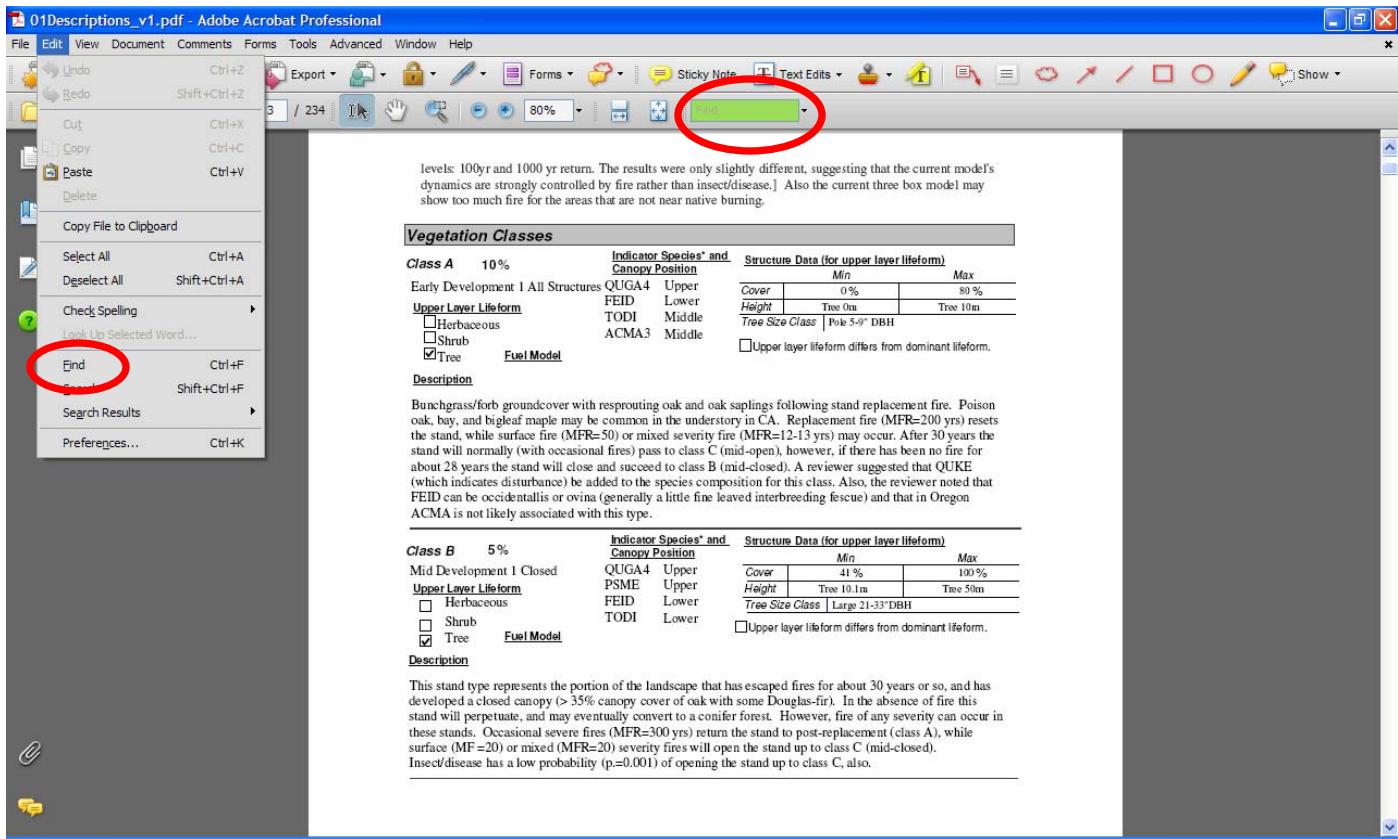 01Descriptions_v1.pdf - Adobe Acrobat Professional
File Edit View Document Comments Forms Tools Advanced Window Help
Undo Ctrl+Z
Export Forms Sticky Note Text Edits Show
Redo Shift+Ctrl+Z
3 / 234 80% Find
Cut Ctrl+X
Copy Ctrl+C
Paste Ctrl+V
Delete
Copy File to Clipboard
Select All Ctrl+A
Deselect All Shift+Ctrl+A
Check Spelling
Look Up Selected Word...
Find Ctrl+F
Shift+Ctrl+F
Search Results
Preferences... Ctrl+K
levels: 100yr and 1000 yr return. The results were only slightly different, suggesting that the current model's
dynamics are strongly controlled by fire rather than insect/disease.] Also the current three box model may
show too much fire for the areas that are not near native burning.
Vegetation Classes
Class A 10%
Early Development 1 All Structures
Upper Layer Lifeform
Herbaceous
Shrub
Tree Fuel Model
Indicator Species* and
Canopy Position
QUGA4 Upper
FEID Lower
TODI Middle
ACMA3 Middle
Structure Data (for upper layer lifeform)
Min Max
Cover 0% 80%
Height Tree 0m Tree 10m
Tree Size Class Pole 5-9" DBH
Upper layer lifeform differs from dominant lifeform.
Description
Bunchgrass/forb groundcover with resprouting oak and oak saplings following stand replacement fire. Poison
oak, bay, and bigleaf maple may be common in the understory in CA. Replacement fire (MFR=200 yrs) resets
the stand, while surface fire (MFR=50) or mixed severity fire (MFR=12-13 yrs) may occur. After 30 years the
stand will normally (with occasional fires) pass to class C (mid-open), however, if there has been no fire for
about 28 years the stand will close and succeed to class B (mid-closed). A reviewer suggested that QUKE
(which indicates disturbance) be added to the species composition for this class. Also, the reviewer noted that
FEID can be occidentallis or ovina (generally a little fine leaved interbreeding fescue) and that in Oregon
ACMA is not likely associated with this type.
Class B 5%
Mid Development 1 Closed
Upper Layer Lifeform
Herbaceous
Shrub
Tree Fuel Model
Indicator Species* and
Canopy Position
QUGA4 Upper
PSME Upper
FEID Lower
TODI Lower
Structure Data (for upper layer lifeform)
Min Max
Cover 41 % 100 %
Height Tree 10.1m Tree 50m
Tree Size Class Large 21-33"DBH
Upper layer lifeform differs from dominant lifeform.
Description
This stand type represents the portion of the landscape that has escaped fires for about 30 years or so, and has
developed a closed canopy (> 35% canopy cover of oak with some Douglas-fir). In the absence of fire this
stand will perpetuate, and may eventually convert to a conifer forest. However, fire of any severity can occur in
these stands. Occasional severe fires (MFR=300 yrs) return the stand to post-replacement (class A), while
surface (MF =20) or mixed (MFR=20) severity fires will open the stand up to class C (mid-closed).
Insect/disease has a low probability (p.=0.001) of opening the stand up to class C, also.